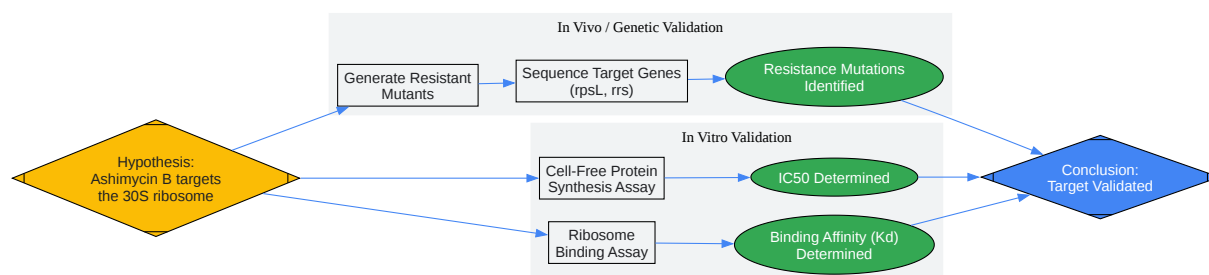 In Vivo / Genetic Validation
Generate Resistant
Mutants
Sequence Target Genes
(rpsL, rrs)
Resistance Mutations
Identified
Hypothesis:
Ashimycin B targets
the 30S ribosome
In Vitro Validation
Cell-Free Protein
Synthesis Assay
IC50 Determined
Ribosome
Binding Assay
Binding Affinity (Kd)
Determined
Conclusion:
Target Validated